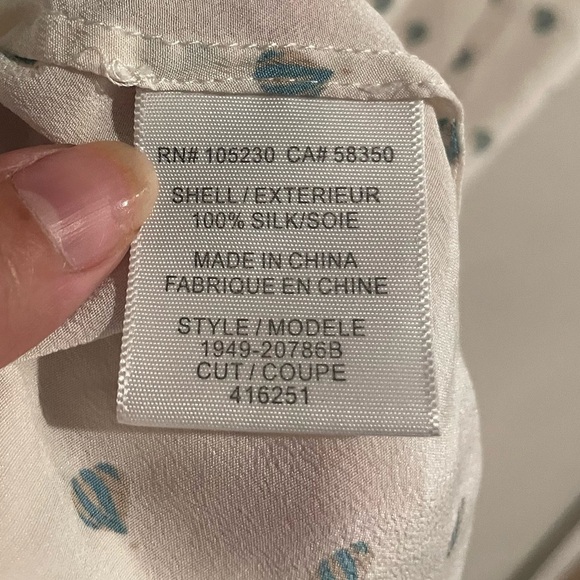 RN# 105230 CA# 58350
SHELL/EXTERIEUR
100% SILK/SOIE
MADE IN CHINA
FABRIQUE EN CHINE
STYLE/MODELE
1949-20786B
CUT/COUPE
416251